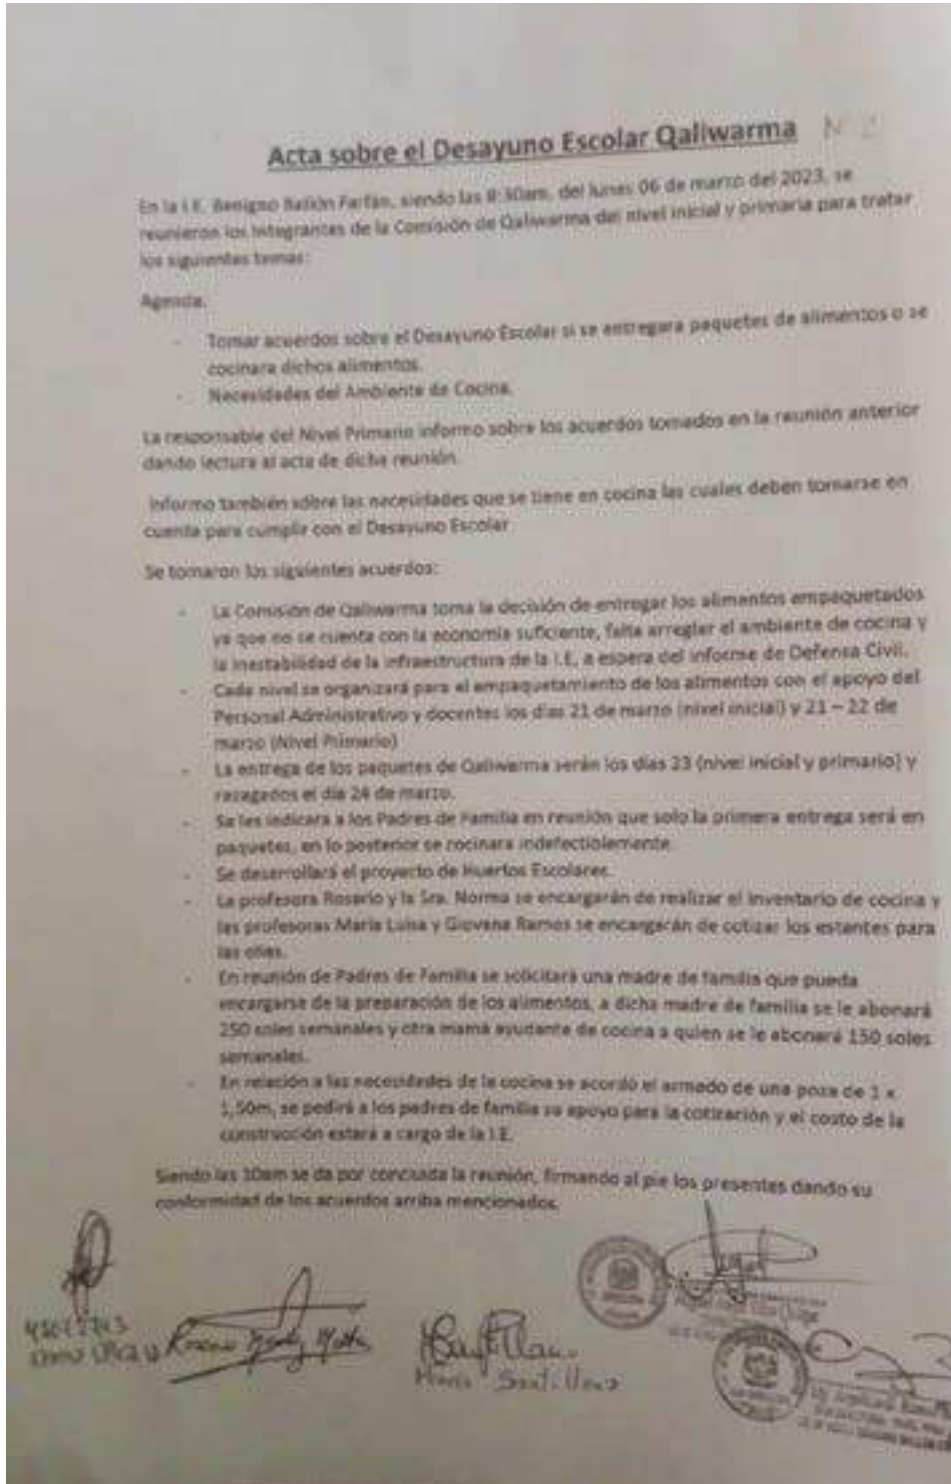 Acta sobre el Desayuno Escolar Qaliwarma
En la I.E. Benigno Ballón Farfán, siendo las 8:30am, del lunes 06 de marzo del 2023, se
reunieron los integrantes de la Comisión de Qaliwarma del nivel inicial y primaria para tratar
los siguientes temas:
Agenda.
- Tomar acuerdos sobre el Desayuno Escolar si se entregara paquetes de alimentos o se
cocinara dichos alimentos.
- Necesidades del Ambiente de Cocina.
La responsable del Nivel Primario informo sobre los acuerdos tomados en la reunión anterior
dando lectura al acta de dicha reunión.
Informo también sobre las necesidades que se tiene en cocina las cuales deben tomarse en
cuenta para cumplir con el Desayuno Escolar
Se tomaron los siguientes acuerdos:
- La Comisión de Qaliwarma toma la decisión de entregar los alimentos empaquetados
ya que no se cuenta con la economía suficiente, falta arreglar el ambiente de cocina y
la inestabilidad de la infraestructura de la I.E, a espera del informe de Defensa Civil.
- Cada nivel se organizará para el empaquetamiento de los alimentos con el apoyo del
Personal Administrativo y docentes los días 21 de marzo (nivel inicial) y 21 – 22 de
marzo (Nivel Primario)
- La entrega de los paquetes de Qaliwarma serán los días 23 (nivel inicial y primario) y
rezagados el día 24 de marzo.
- Se les indicara a los Padres de Familia en reunión que solo la primera entrega será en
paquetes, en lo posterior se cocinara indefectiblemente.
- Se desarrollará el proyecto de Huertos Escolares.
- La profesora Rosario y la Sra. Norma se encargarán de realizar el inventario de cocina y
las profesoras María Luisa y Giovana Ramos se encargarán de cotizar los estantes para
las ollas.
- En reunión de Padres de Familia se solicitará una madre de familia que pueda
encargarse de la preparación de los alimentos, a dicha madre de familia se le abonará
250 soles semanales y otra mamá ayudante de cocina a quien se le abonará 150 soles
semanales.
- En relación a las necesidades de la cocina se acordó el armado de una poza de 1 x
1,50m, se pedirá a los padres de familia su apoyo para la cotización y el costo de la
construcción estará a cargo de la I.E.
Siendo las 10am se da por concluida la reunión, firmando al pie los presentes dando su
conformidad de los acuerdos arriba mencionados.